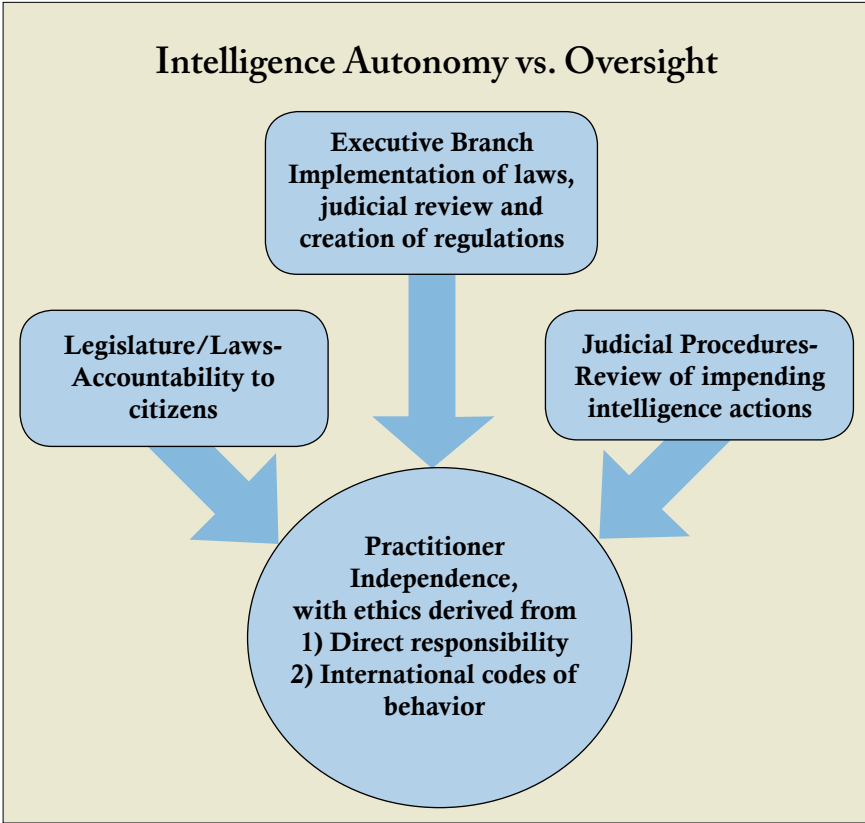 Intelligence Autonomy vs. Oversight
Executive Branch
Implementation of laws,
judicial review and
creation of regulations
Legislature/Laws-
Accountability to
citizens
Judicial Procedures-
Review of impending
intelligence actions
Practitioner
Independence,
with ethics derived from
1) Direct responsibility
2) International codes of
behavior